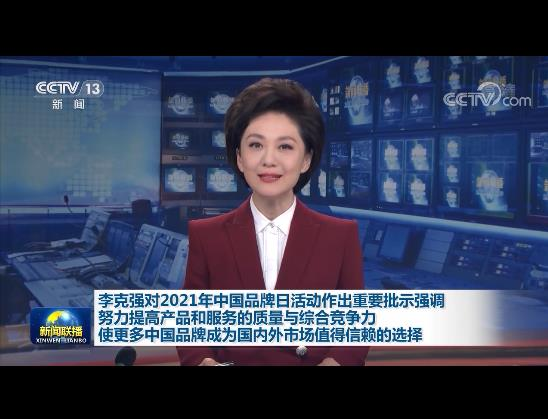 CCTV 13
新闻
CCTV.com
李克强对2021年中国品牌日活动作出重要批示强调
努力提高产品和服务的质量与综合竞争力
使更多中国品牌成为国内外市场值得信赖的选择
新闻联播
XINWEN LIANBO